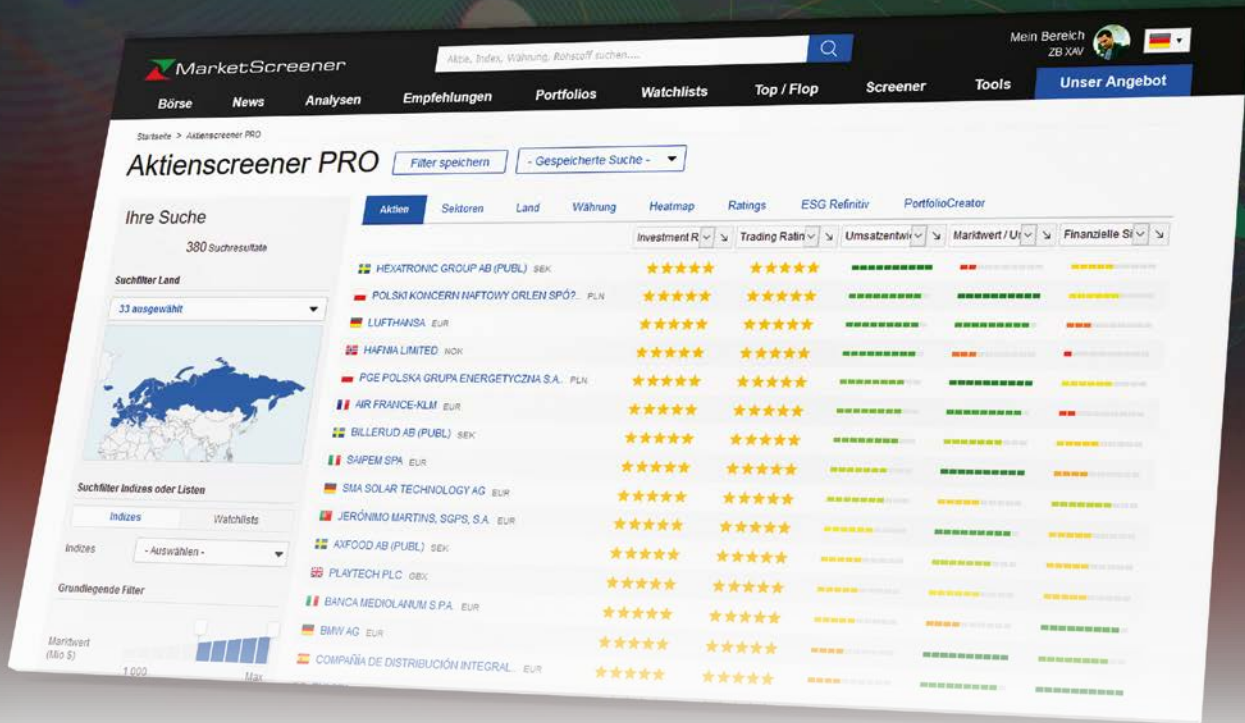 MarketScreener
Aktie, Index, Währung, Rohstoff suchen....
Mein Bereich
ZB XAV
Börse News Analysen Empfehlungen Portfolios Watchlists Top / Flop Screener Tools Unser Angebot
Startseite > Aktienscreener PRO
Aktienscreener PRO Filter speichern - Gespeicherte Suche -
Ihre Suche
380 Suchresultate
Suchfilter Land
33 ausgewählt
Suchfilter Indizes oder Listen
Indizes Watchlists
Indizes - Auswählen -
Grundlegende Filter
Marktwert
(Mio $)
1 000 Max
Aktien Sektoren Land Währung Heatmap Ratings ESG Refinitiv PortfolioCreator
Investment R Trading Ratin Umsatzentwi Marktwert / U Finanzielle Si
HEXATRONIC GROUP AB (PUBL) SEK
POLSKI KONCERN NAFTOWY ORLEN SPÓ?.. PLN
LUFTHANSA EUR
HAFNIA LIMITED NOK
PGE POLSKA GRUPA ENERGETYCZNA S.A. PLN
AIR FRANCE-KLM EUR
BILLERUD AB (PUBL) SEK
SAIPEM SPA EUR
SMA SOLAR TECHNOLOGY AG EUR
JERÓNIMO MARTINS, SGPS, S.A. EUR
AXFOOD AB (PUBL) SEK
PLAYTECH PLC GBX
BANCA MEDIOLANUM S.P.A. EUR
BMW AG EUR
COMPAÑÍA DE DISTRIBUCIÓN INTEGRAL... EUR